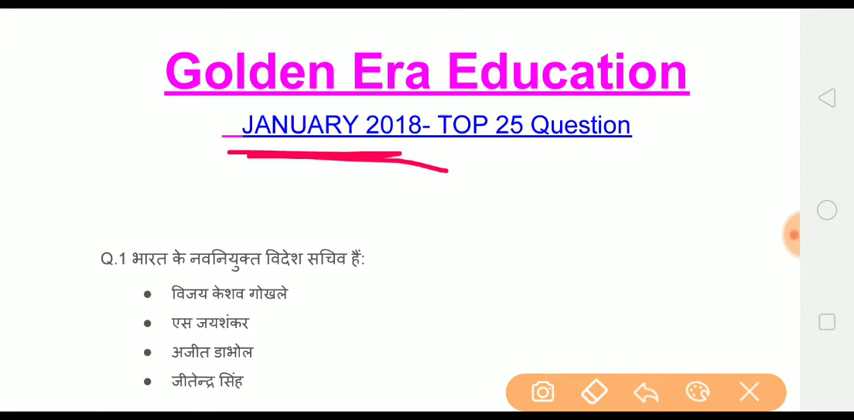 Golden Era Education
JANUARY 2018- TOP 25 Question
Q.1 भारत के नवनियुक्त विदेश सचिव हैं:
● विजय केशव गोखले
● एस जयशंकर
● अजीत डाभोल
● जीतेन्द्र सिंह